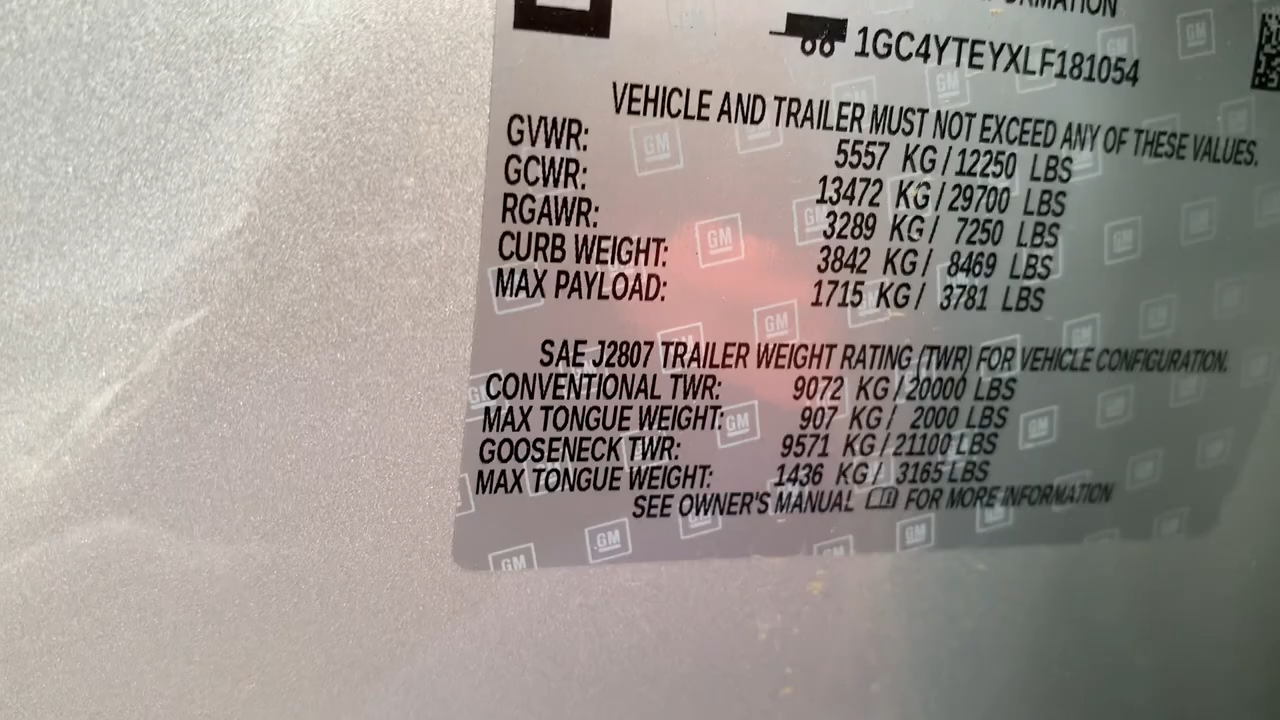 1GC4YTEYXLF181054
VEHICLE AND TRAILER MUST NOT EXCEED ANY OF THESE VALUES.
GVWR: 5557 KG/12250 LBS
GCWR: 13472 KG/29700 LBS
RGAWR: 3289 KG/ 7250 LBS
CURB WEIGHT: 3842 KG/ 8469 LBS
MAX PAYLOAD: 1715 KG/ 3781 LBS
SAE J2807 TRAILER WEIGHT RATING (TWR) FOR VEHICLE CONFIGURATION.
CONVENTIONAL TWR: 9072 KG/20000 LBS
MAX TONGUE WEIGHT: 907 KG/ 2000 LBS
GOOSENECK TWR: 9571 KG/21100 LBS
MAX TONGUE WEIGHT: 1436 KG/ 3165 LBS
SEE OWNER'S MANUAL FOR MORE INFORMATION